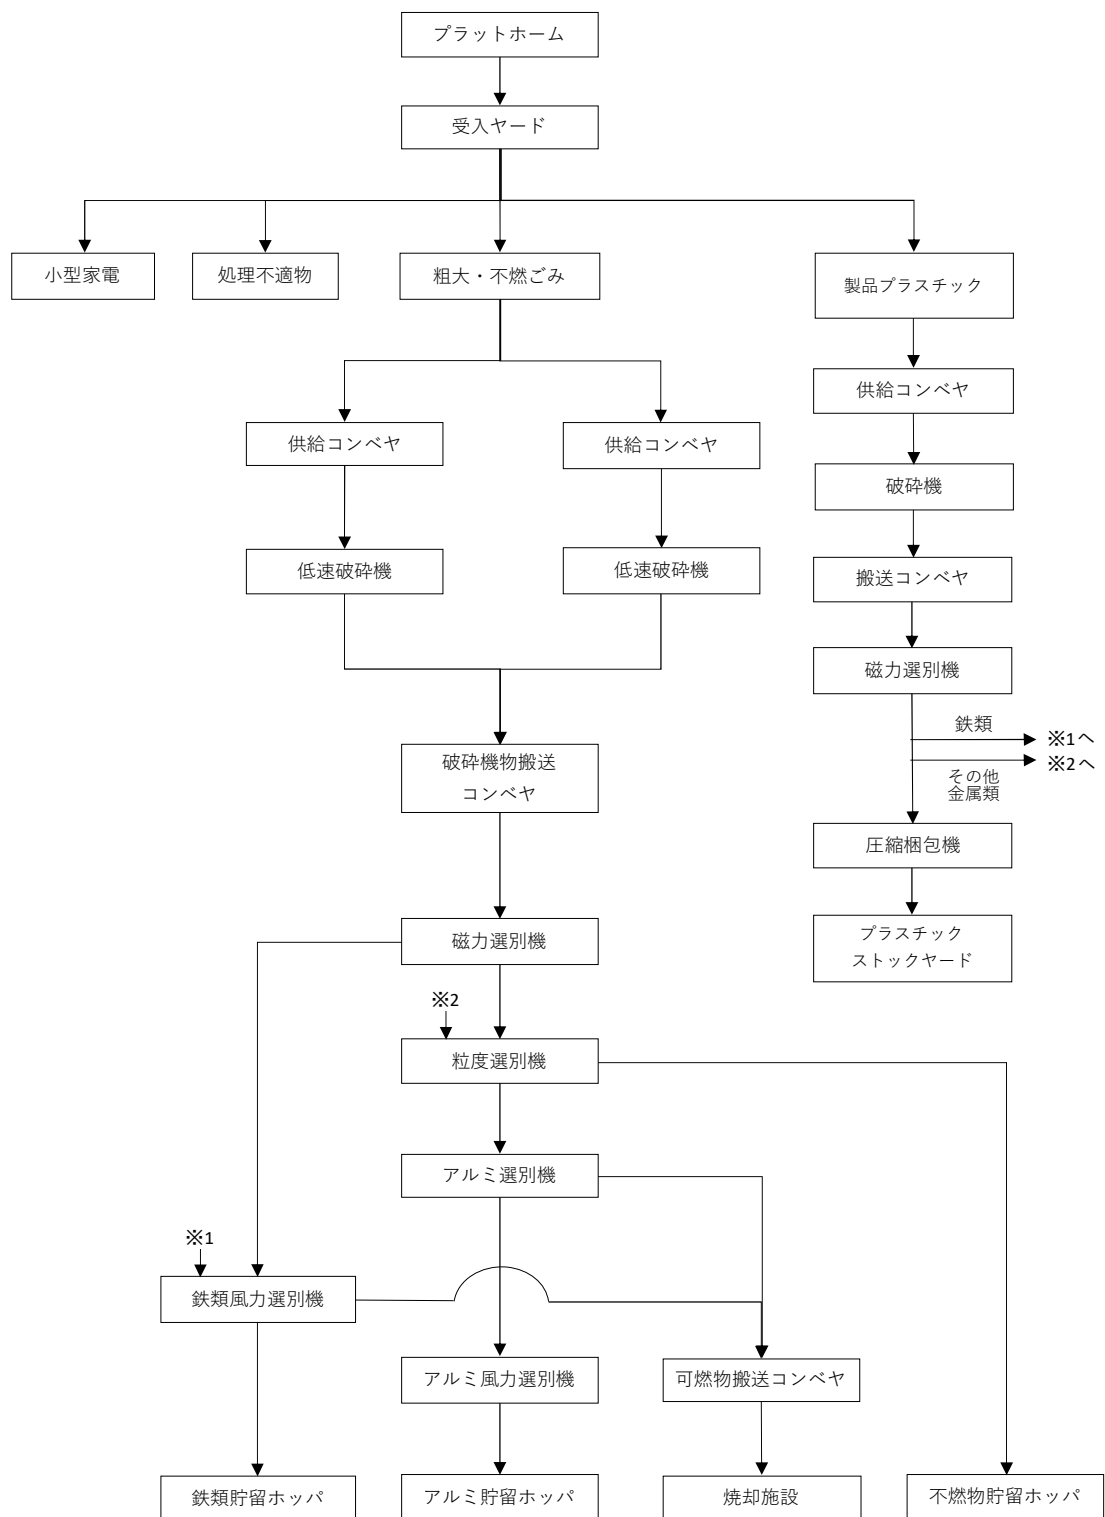 プラットホーム
受入ヤード
小型家電
処理不適物
粗大・不燃ごみ
製品プラスチック
供給コンベヤ
供給コンベヤ
供給コンベヤ
破砕機
低速破砕機
低速破砕機
搬送コンベヤ
磁力選別機
鉄類
※1へ
※2へ
その他
金属類
破砕機物搬送
コンベヤ
圧縮梱包機
プラスチック
ストックヤード
磁力選別機
※2
粒度選別機
アルミ選別機
※1
鉄類風力選別機
アルミ風力選別機
可燃物搬送コンベヤ
鉄類貯留ホッパ
アルミ貯留ホッパ
焼却施設
不燃物貯留ホッパ